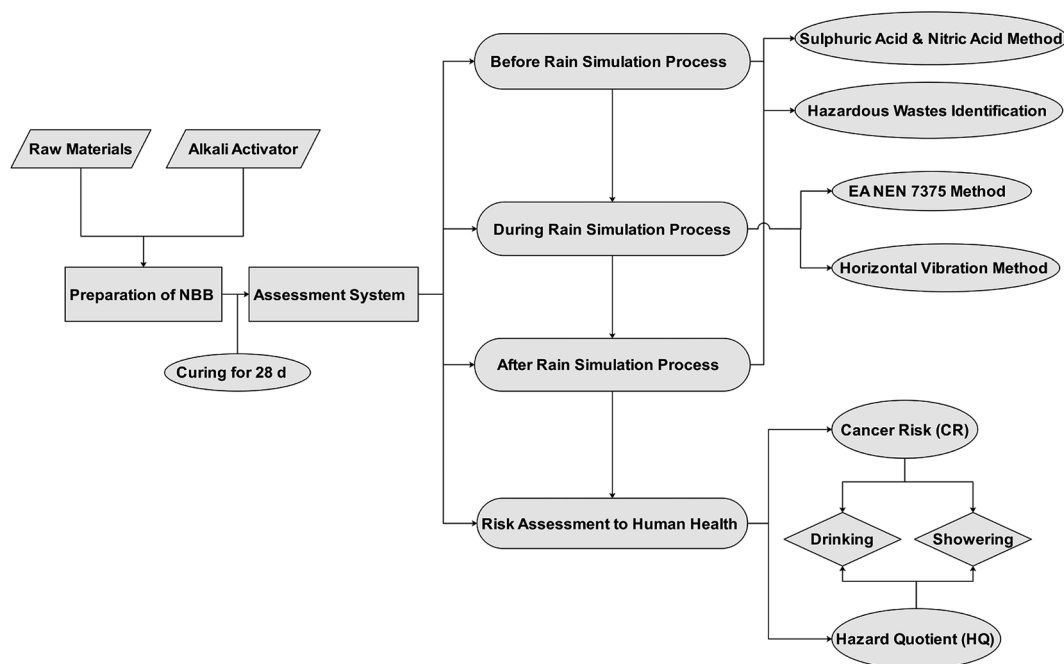 Before Rain Simulation Process
Sulphuric Acid & Nitric Acid Method
Hazardous Wastes Identification
Raw Materials
Alkali Activator
EA NEN 7375 Method
During Rain Simulation Process
Horizontal Vibration Method
Preparation of NBB
Assessment System
Curing for 28 d
After Rain Simulation Process
Cancer Risk (CR)
Risk Assessment to Human Health
Drinking
Showering
Hazard Quotient (HQ)